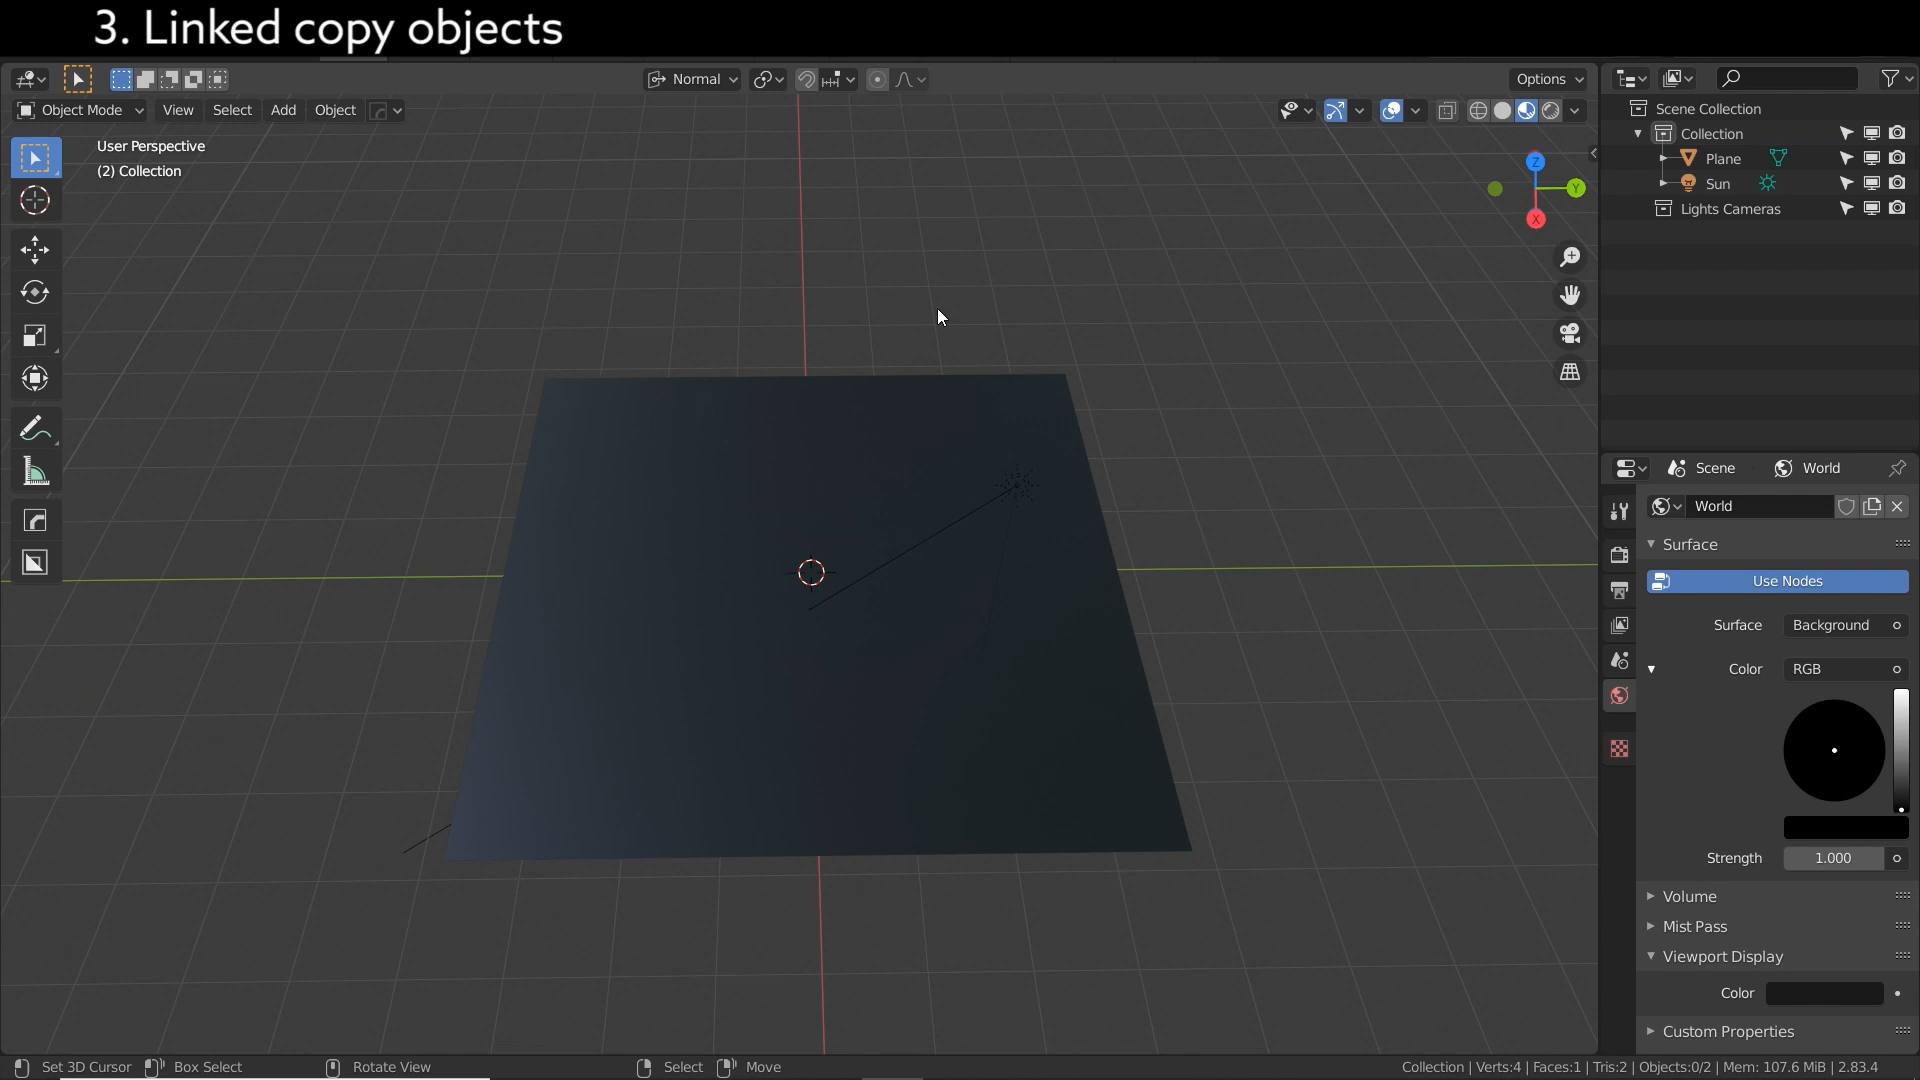 3. Linked copy objects
Normal
Options
Object Mode
View
Select
Add
Object
User Perspective
(2) Collection
Z
Y
X
Scene Collection
Collection
Plane
Sun
Lights Cameras
Scene
World
World
Surface
Use Nodes
Surface
Background
Color
RGB
Strength
1.000
Volume
Mist Pass
Viewport Display
Color
Custom Properties
Set 3D Cursor
Box Select
Rotate View
Select
Move
Collection | Verts:4 | Faces:1 | Tris:2 | Objects:0/2 | Mem: 107.6 MiB | 2.83.4